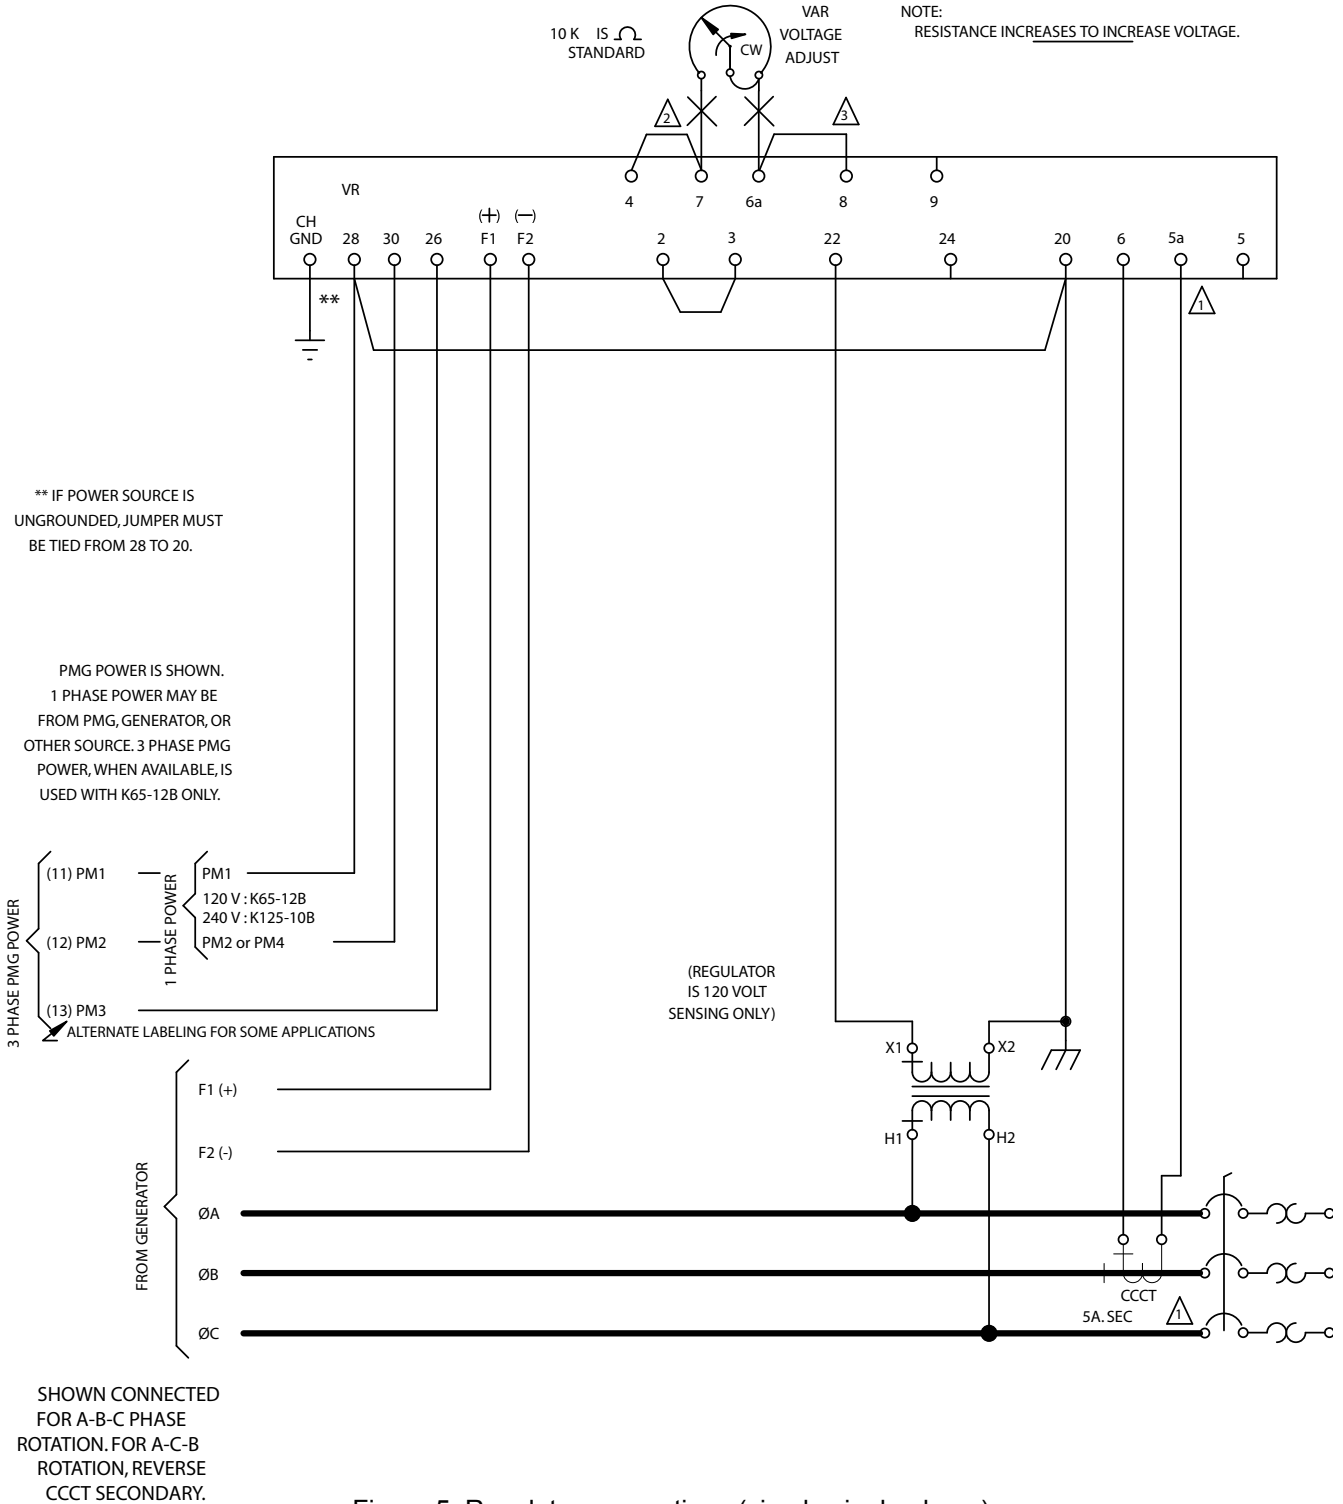 10 K IS Ω
STANDARD
VAR
VOLTAGE
ADJUST
CW
NOTE:
RESISTANCE INCREASES TO INCREASE VOLTAGE.
2
3
VR
4
7
6a
8
9
CH
GND
28
30
26
(+)
F1
(—)
F2
2
3
22
24
20
6
5a
5
**
1
** IF POWER SOURCE IS
UNGROUNDED, JUMPER MUST
BE TIED FROM 28 TO 20.
PMG POWER IS SHOWN.
1 PHASE POWER MAY BE
FROM PMG, GENERATOR, OR
OTHER SOURCE. 3 PHASE PMG
POWER, WHEN AVAILABLE, IS
USED WITH K65-12B ONLY.
3 PHASE PMG POWER
(11) PM1
(12) PM2
(13) PM3
1 PHASE POWER
PM1
120 V : K65-12B
240 V : K125-10B
PM2 or PM4
ALTERNATE LABELING FOR SOME APPLICATIONS
(REGULATOR
IS 120 VOLT
SENSING ONLY)
X1
X2
H1
H2
FROM GENERATOR
F1 (+)
F2 (-)
ØA
ØB
ØC
CCCT
5A. SEC
1
SHOWN CONNECTED
FOR A-B-C PHASE
ROTATION. FOR A-C-B
ROTATION, REVERSE
CCCT SECONDARY.